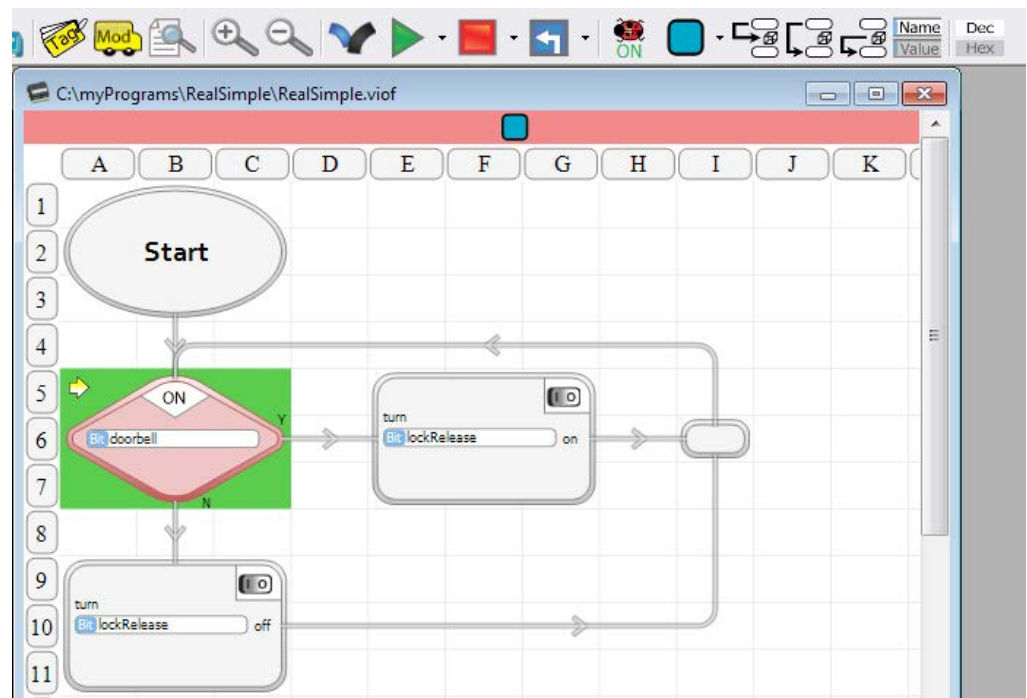 Tag Mod ON Name Value Dec Hex
C:\myPrograms\RealSimple\RealSimple.viof
A B C D E F G H I J K
1
2 Start
3
4
5 ON
turn
Y
6 Bit doorbell
Bit lockRelease on
7
N
8
9
turn
10 Bit lockRelease off
11